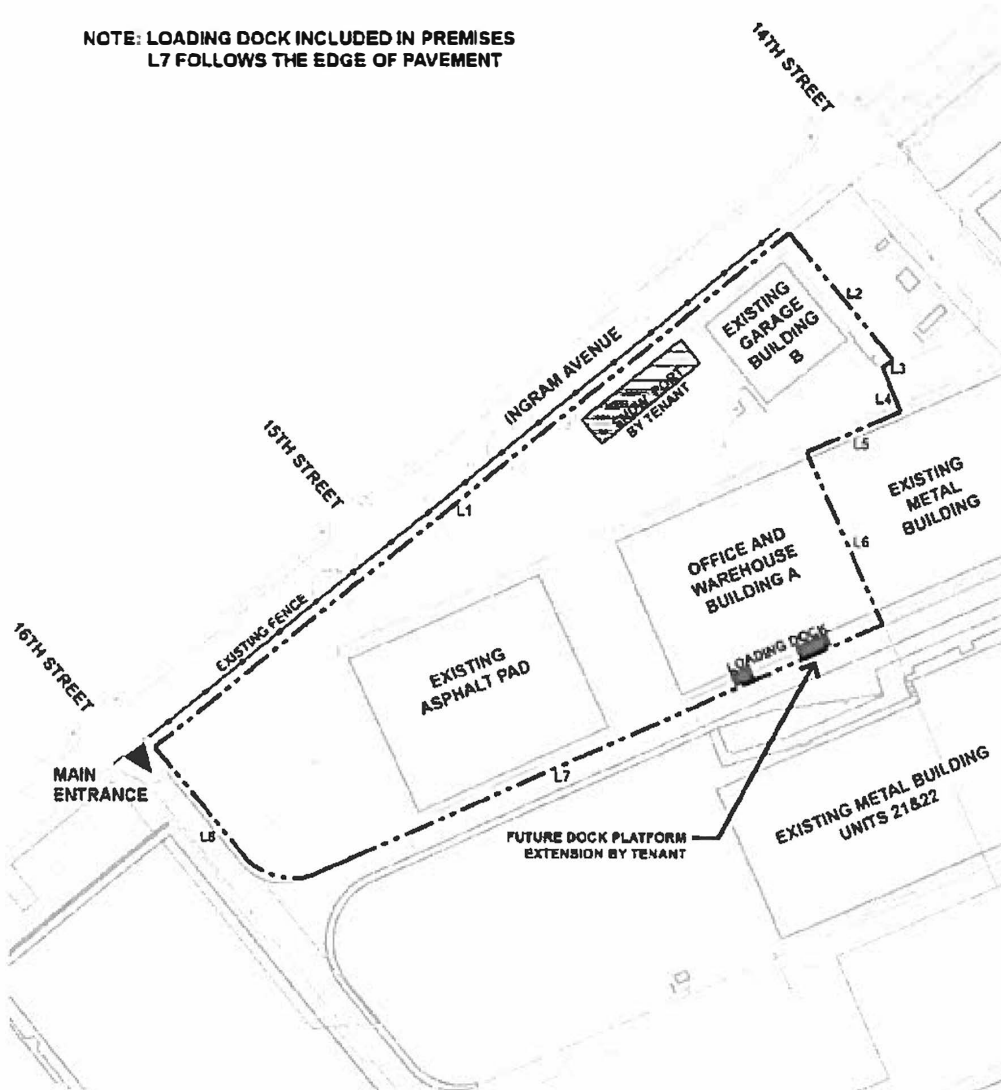 NOTE: LOADING DOCK INCLUDED IN PREMISES
L7 FOLLOWS THE EDGE OF PAVEMENT
14TH STREET
L2
EXISTING
GARAGE
BUILDING
B
L3
INGRAM AVENUE
SNOW PORT
BY TENANT
L4
L5
15TH STREET
EXISTING
METAL
BUILDING
L1
L6
OFFICE AND
WAREHOUSE
BUILDING A
EXISTING FENCE
16TH STREET
LOADING DOCK
EXISTING
ASPHALT PAD
MAIN
ENTRANCE
L7
EXISTING METAL BUILDING
UNITS 21&22
L8
FUTURE DOCK PLATFORM
EXTENSION BY TENANT